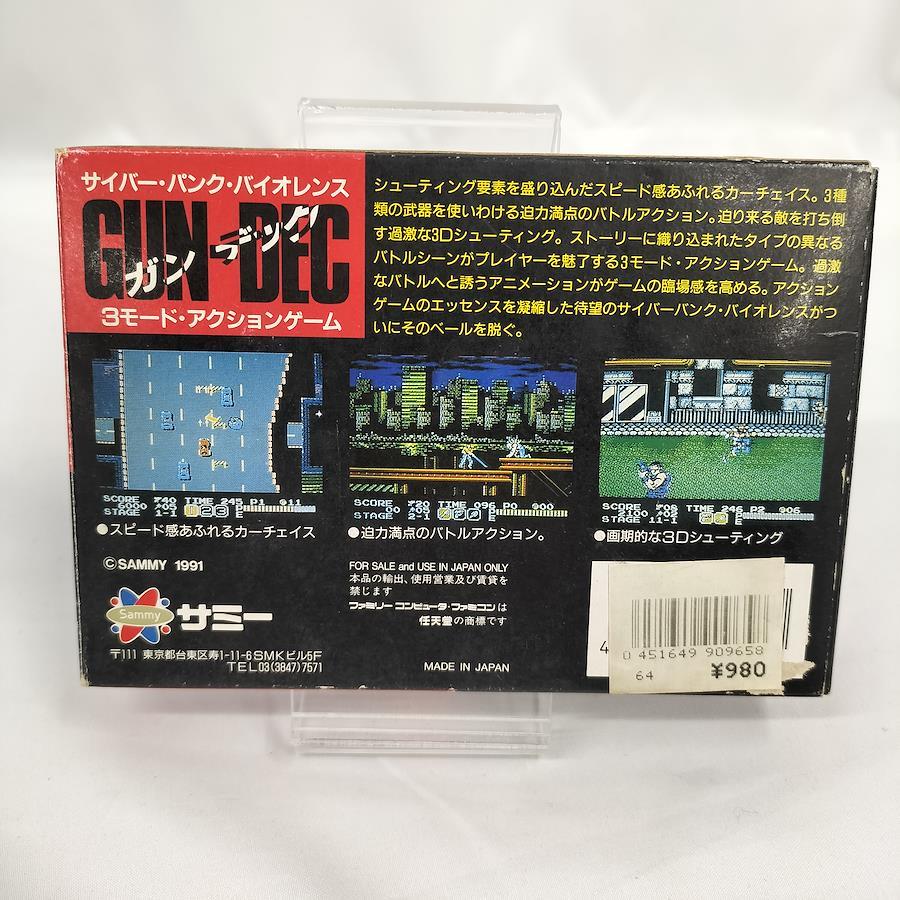 サイバー・パンク・バイオレンス
GUN-DEC
ガンデック
3モード・アクションゲーム
シューティング要素を盛り込んだスピード感あふれるカーチェイス。3種
類の武器を使いわける迫力満点のバトルアクション。迫り来る敵を打ち倒
す過激な3Dシューティング。ストーリーに織り込まれたタイプの異なる
バトルシーンがプレイヤーを魅了する3モード・アクションゲーム。過激
なバトルへと誘うアニメーションがゲームの臨場感を高める。アクション
ゲームのエッセンスを凝縮した待望のサイバーパンク・バイオレンスがつ
いにそのベールを脱ぐ。
SCORE 40 TIME 245 P1 11
6000 05
STAGE 1-1 E
●スピード感あふれるカーチェイス
SCORE 20 TIME 096 P0 00
00 05
STAGE 2-1 E
●迫力満点のバトルアクション。
SCORE 09 TIME 246 P2 06
2100 05
STAGE 11-1 E
●画期的な3Dシューティング
©SAMMY 1991
Sammy サミー
〒111 東京都台東区寿1-11-6SMKビル5F
TEL03(3847)7571
FOR SALE and USE IN JAPAN ONLY
本品の輸出、使用営業及び賃貸を
禁じます
ファミリーコンピュータ・ファミコンは
任天堂の商標です
MADE IN JAPAN
4
0 451649 909658
64 ¥980